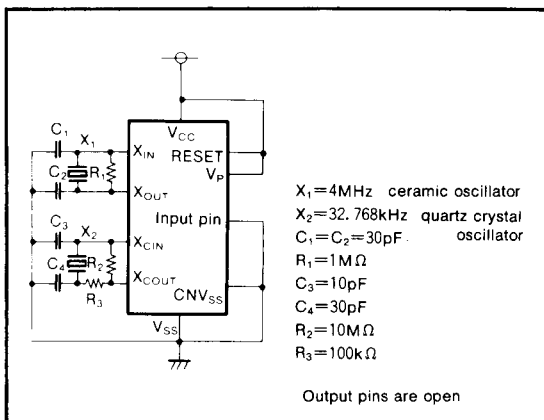 VCC
RESET
VP
C1
X1
XIN
C2
R1
XOUT
Input pin
C3
X2
XCIN
C4
R2
R3
XCOUT
CNVSS
VSS
X1=4MHz ceramic oscillator
X2=32.768kHz quartz crystal
C1=C2=30pF oscillator
R1=1MΩ
C3=10pF
C4=30pF
R2=10MΩ
R3=100kΩ
Output pins are open